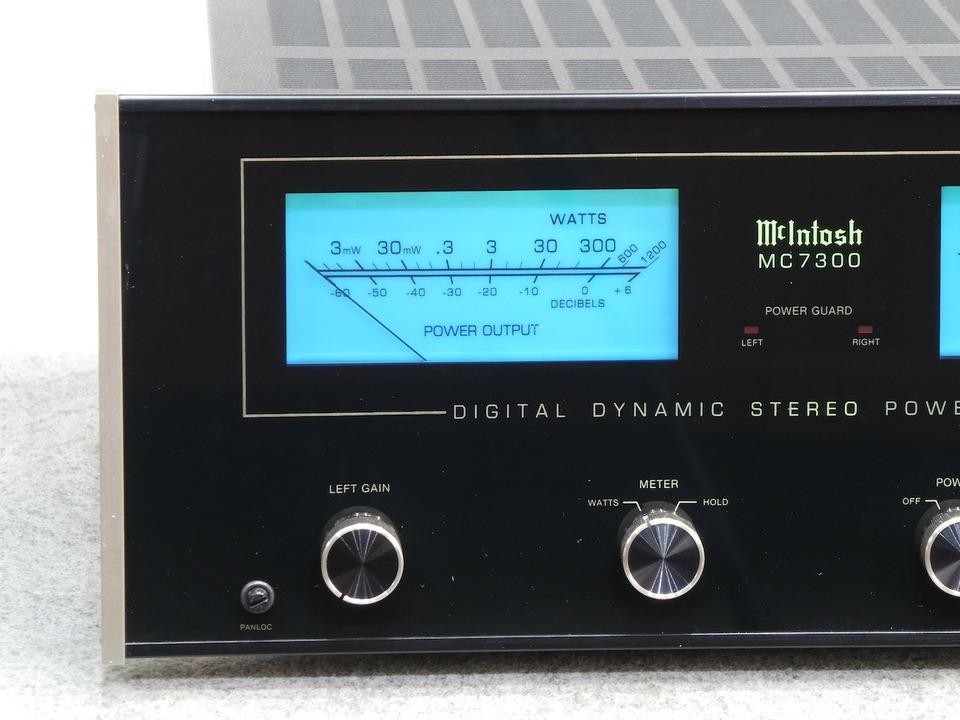 WATTS
3mW 30mW .3 3 30 300 600 1200
-60 -50 -40 -30 -20 -10 0 +6
DECIBELS
POWER OUTPUT
McIntosh
MC7300
POWER GUARD
LEFT RIGHT
DIGITAL DYNAMIC STEREO POWE
LEFT GAIN
METER
WATTS HOLD
POW
OFF
PANLOC